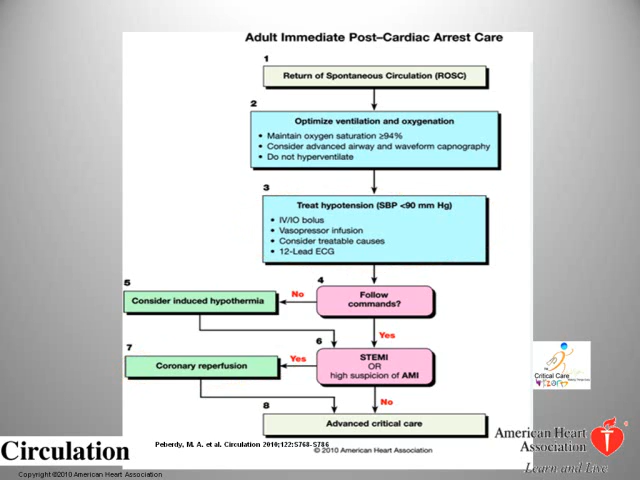 Adult Immediate Post–Cardiac Arrest Care
1
Return of Spontaneous Circulation (ROSC)
2
Optimize ventilation and oxygenation
• Maintain oxygen saturation ≥94%
• Consider advanced airway and waveform capnography
• Do not hyperventilate
3
Treat hypotension (SBP <90 mm Hg)
• IV/IO bolus
• Vasopressor infusion
• Consider treatable causes
• 12-Lead ECG
4
Follow
commands?
No
5
Consider induced hypothermia
Yes
6
STEMI
OR
high suspicion of AMI
Yes
7
Coronary reperfusion
No
8
Advanced critical care
© 2010 American Heart Association
Critical Care
Peberdy, M. A. et al. Circulation 2010;122:S768-S786
Circulation
Copyright ©2010 American Heart Association
American Heart
Association
Learn and Live